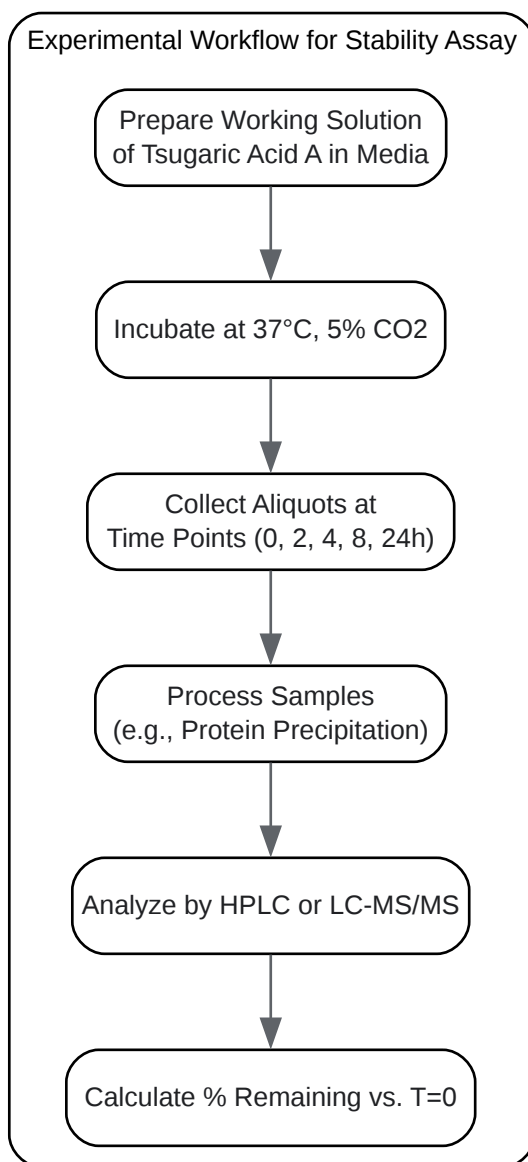 Experimental Workflow for Stability Assay
Prepare Working Solution
of Tsugaric Acid A in Media
Incubate at 37°C, 5% CO2
Collect Aliquots at
Time Points (0, 2, 4, 8, 24h)
Process Samples
(e.g., Protein Precipitation)
Analyze by HPLC or LC-MS/MS
Calculate % Remaining vs. T=0